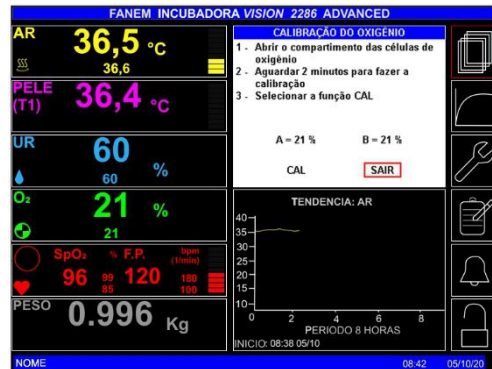 FANEM INCUBADORA VISION 2286 ADVANCED
AR
36,5 °C
36,6
PELE
(T1)
36,4 °C
UR
60 %
60
O₂
21 %
21
SpO₂ % F.P. bpm
(1/min)
96 99 120 180
85 100
PESO
0.996 Kg
CALIBRAÇÃO DO OXIGÊNIO
1 - Abrir o compartimento das células de
oxigênio
2 - Aguardar 2 minutos para fazer a
calibração
3 - Selecionar a função CAL
A = 21 % B = 21 %
CAL SAIR
TENDENCIA: AR
40
35
30
25
20
15
10
0 2 4 6 8
PERIODO 8 HORAS
INICIO: 08:38 05/10
NOME 08:42 05/10/20